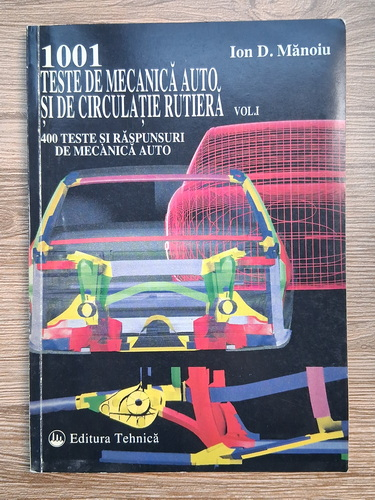 1001
Ion D. Mănoiu
TESTE DE MECANICĂ AUTO
ȘI DE CIRCULAȚIE RUTIERĂ VOL.I
400 TESTE SI RĂSPUNSURI
DE MECANICĂ AUTO
Editura Tehnică